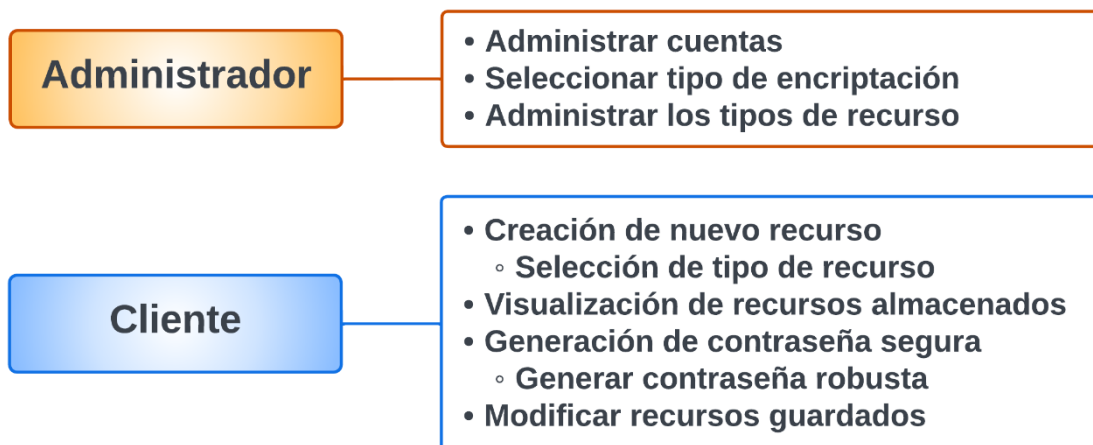 Administrador
• Administrar cuentas
• Seleccionar tipo de encriptación
• Administrar los tipos de recurso
Cliente
• Creación de nuevo recurso
◦ Selección de tipo de recurso
• Visualización de recursos almacenados
• Generación de contraseña segura
◦ Generar contraseña robusta
• Modificar recursos guardados